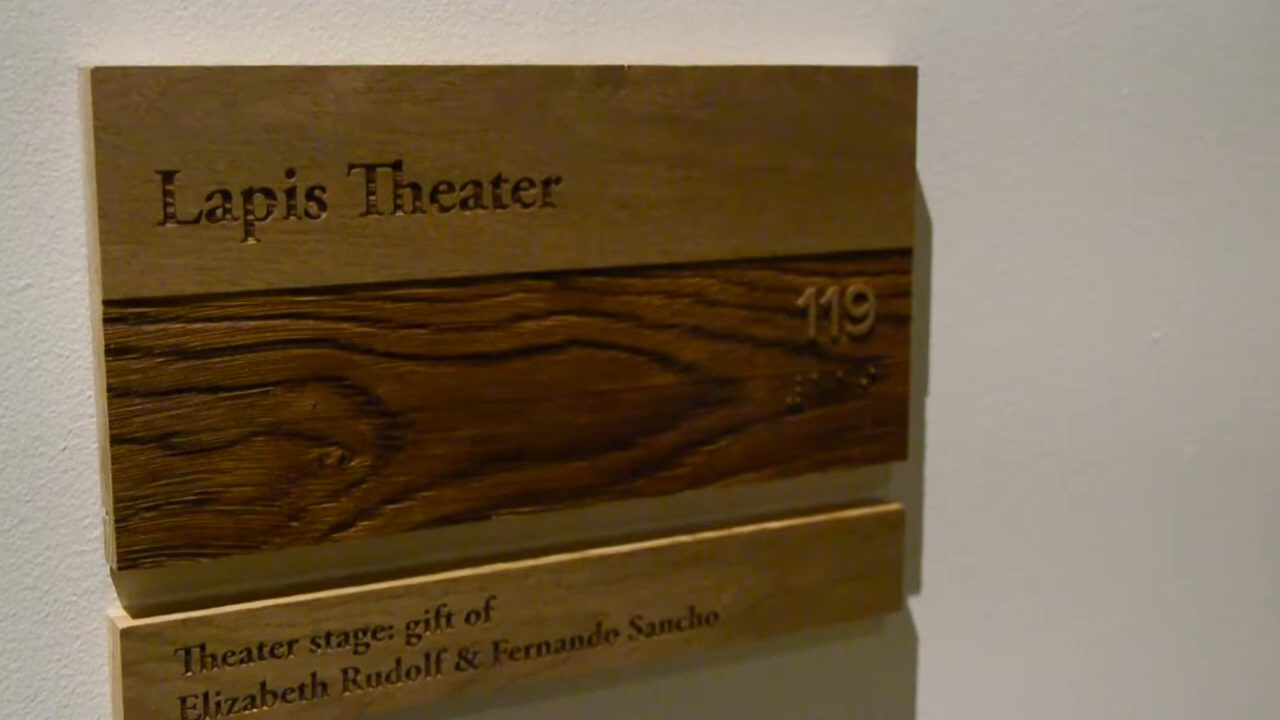 Lapis Theater
119
Theater stage: gift of
Elizabeth Rudolf & Fernando Sancho